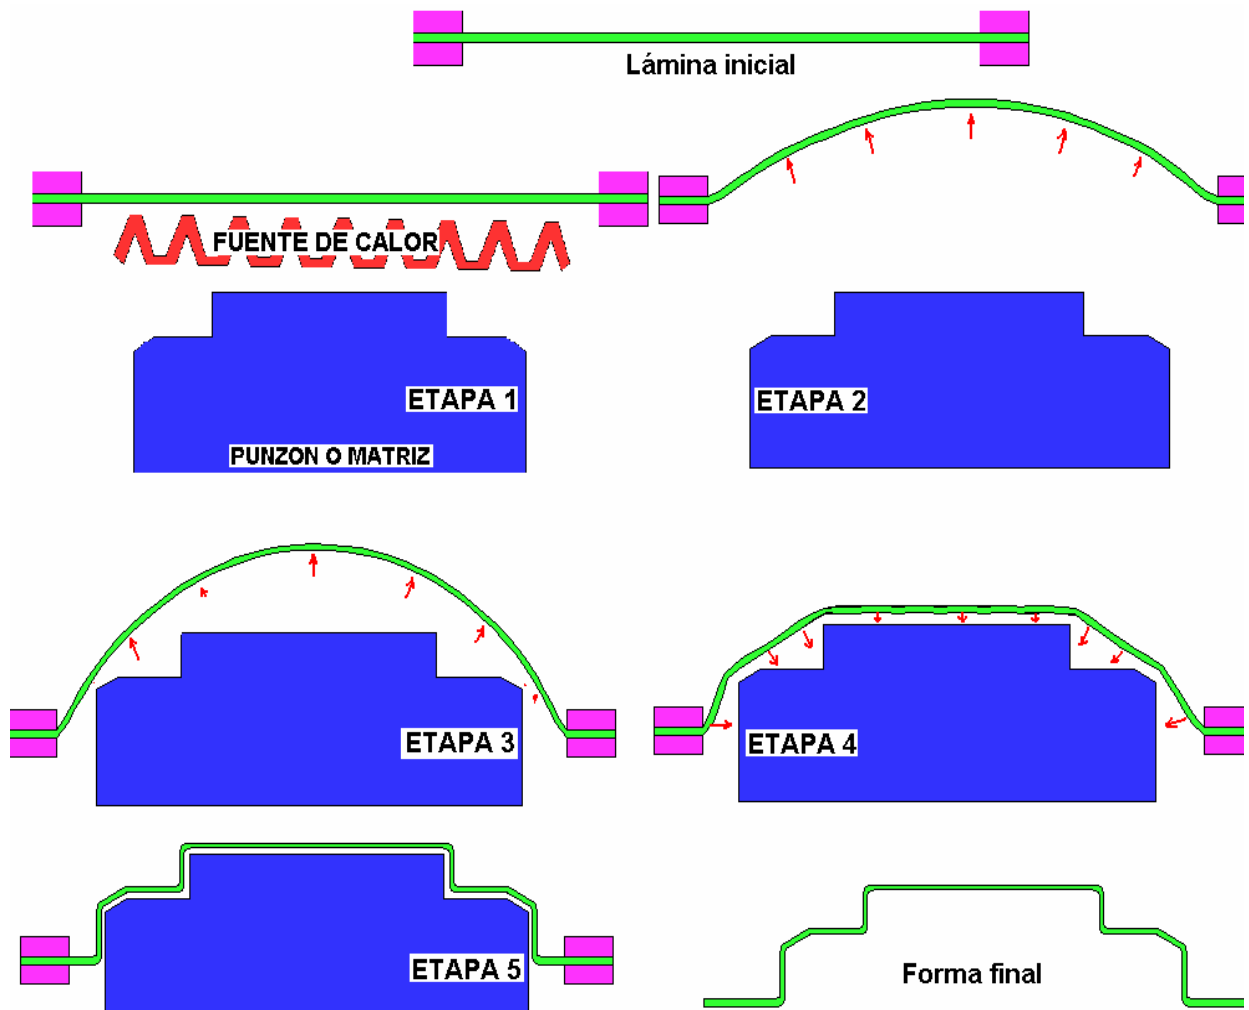 Lámina inicial
FUENTE DE CALOR
ETAPA 1
PUNZON O MATRIZ
ETAPA 2
ETAPA 3
ETAPA 4
ETAPA 5
Forma final